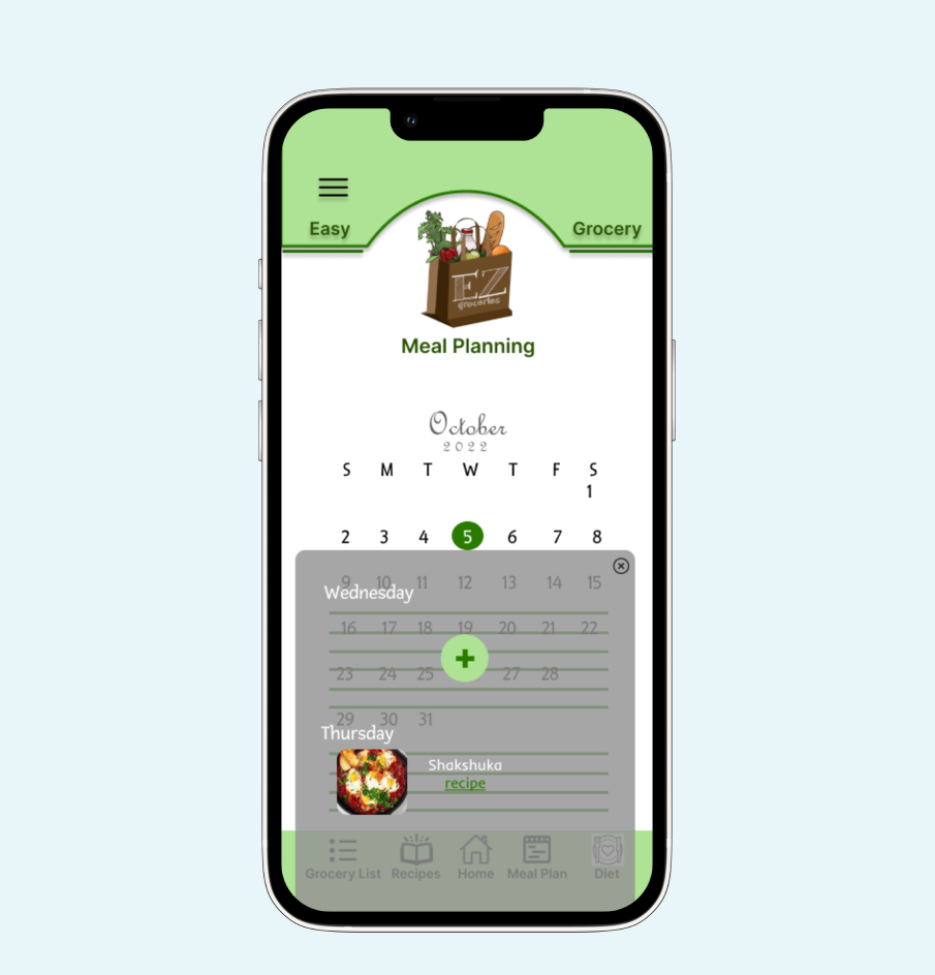 Easy
Grocery
EZ
groceries
Meal Planning
October
2022
S M T W T F S
1
2 3 4 5 6 7 8
9 10 11 12 13 14 15
Wednesday
16 17 18 19 20 21 22
+
23 24 25 27 28
29 30 31
Thursday
Shakshuka
recipe
Grocery List Recipes Home Meal Plan Diet